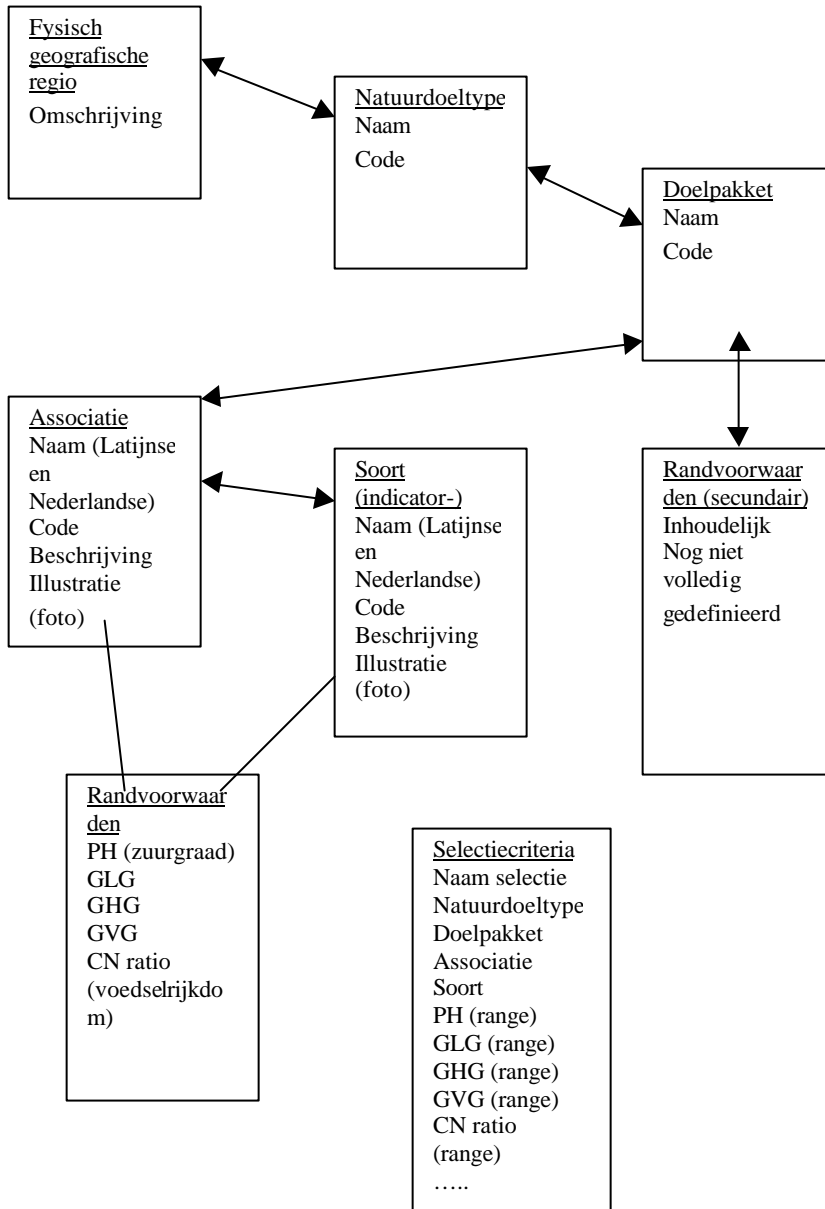 Fysisch
geografische
regio
Omschrijving
Natuurdoeltype
Naam
Code
Doelpakket
Naam
Code
Associatie
Naam (Latijnse
en
Nederlandse)
Code
Beschrijving
Illustratie
(foto)
Soort
(indicator-)
Naam (Latijnse
en
Nederlandse)
Code
Beschrijving
Illustratie
(foto)
Randvoorwaar
den (secundair)
Inhoudelijk
Nog niet
volledig
gedefinieerd
Randvoorwaar
den
PH (zuurgraad)
GLG
GHG
GVG
CN ratio
(voedselrijkdo
m)
Selectiecriteria
Naam selectie
Natuurdoeltype
Doelpakket
Associatie
Soort
PH (range)
GLG (range)
GHG (range)
GVG (range)
CN ratio
(range)
…..